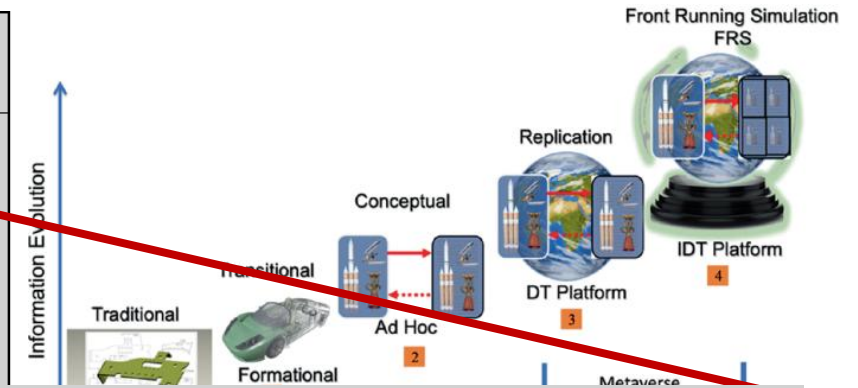 Front Running Simulation
FRS
Replication
Conceptual
Information Evolution
IDT Platform
4
Transitional
DT Platform
3
Traditional
Ad Hoc
2
Formational
Metaverse